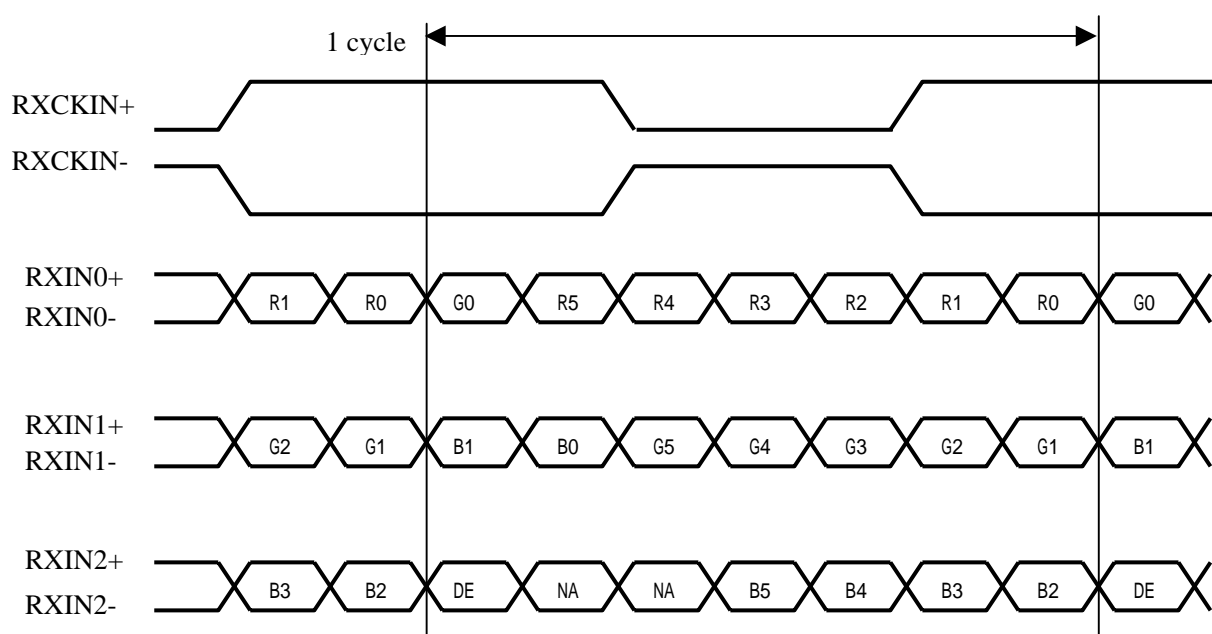 1 cycle
RXCKIN+
RXCKIN-
RXIN0+
R1 R0 G0 R5 R4 R3 R2 R1 R0 G0
RXIN0-
RXIN1+
G2 G1 B1 B0 G5 G4 G3 G2 G1 B1
RXIN1-
RXIN2+
B3 B2 DE NA NA B5 B4 B3 B2 DE
RXIN2-